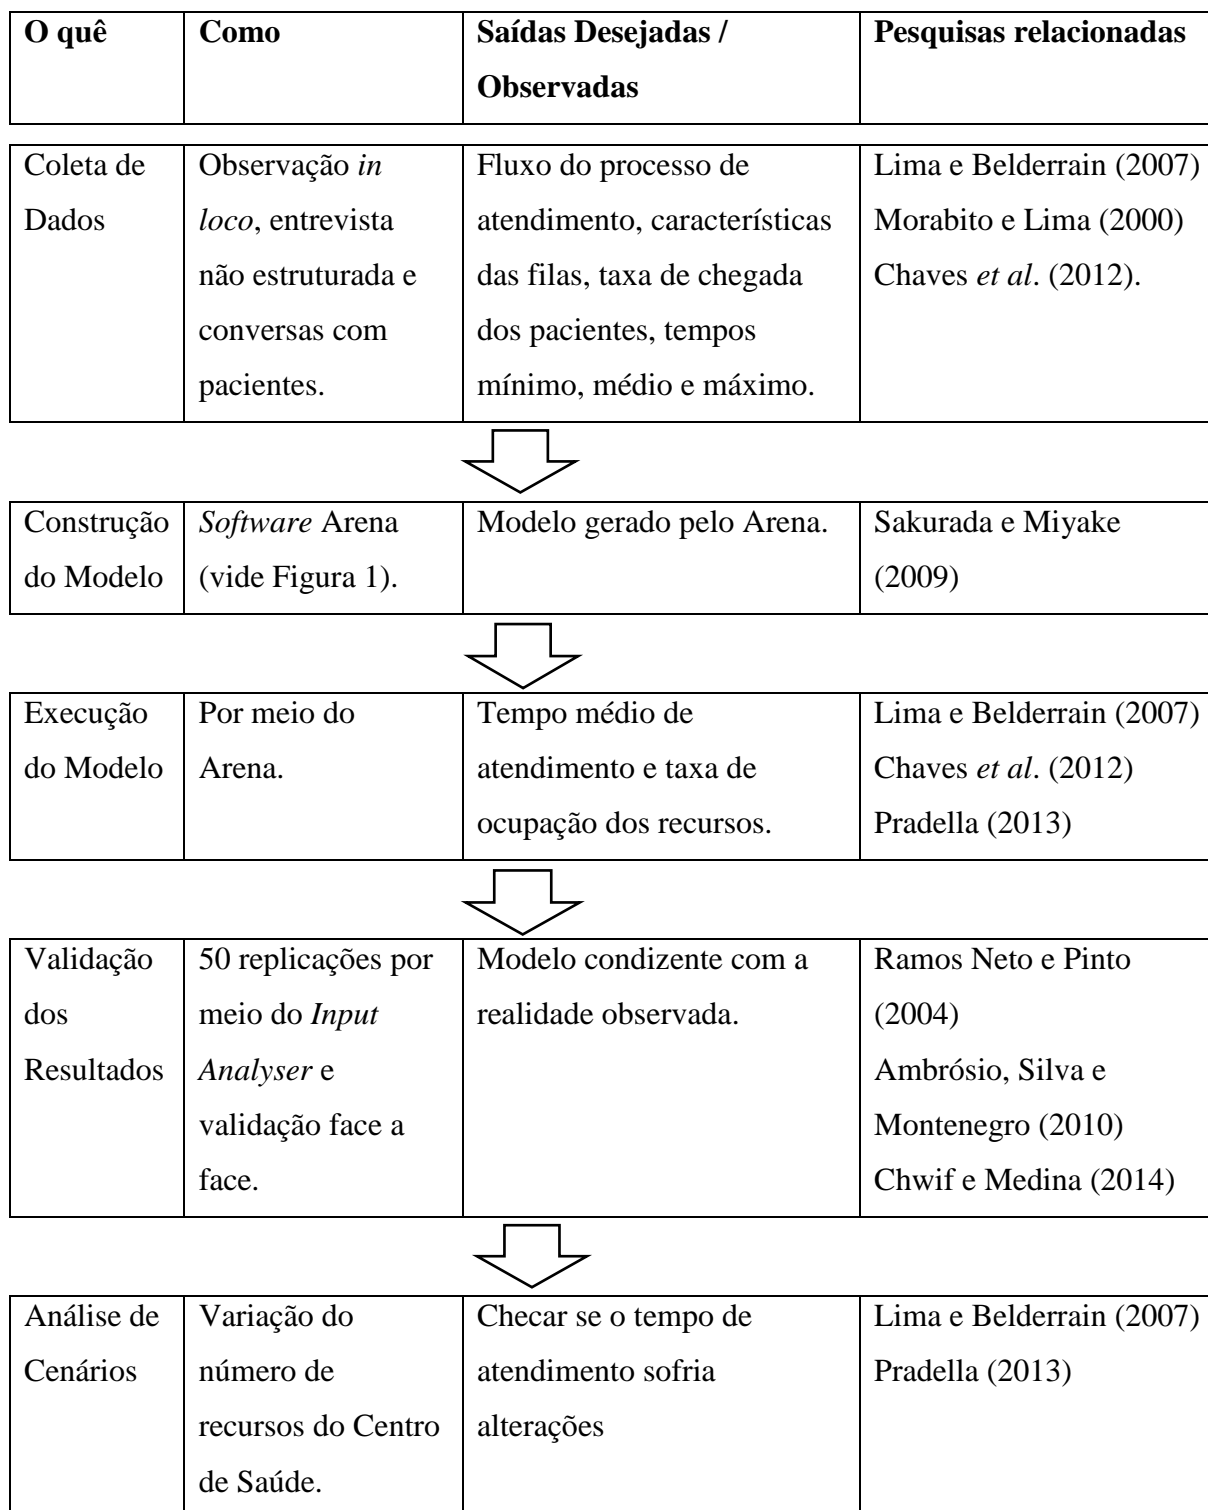 O quê
Como
Saídas Desejadas /
Observadas
Pesquisas relacionadas
Coleta de
Dados
Observação in
loco, entrevista
não estruturada e
conversas com
pacientes.
Fluxo do processo de
atendimento, características
das filas, taxa de chegada
dos pacientes, tempos
mínimo, médio e máximo.
Lima e Belderrain (2007)
Morabito e Lima (2000)
Chaves et al. (2012).
Construção
do Modelo
Software Arena
(vide Figura 1).
Modelo gerado pelo Arena.
Sakurada e Miyake
(2009)
Execução
do Modelo
Por meio do
Arena.
Tempo médio de
atendimento e taxa de
ocupação dos recursos.
Lima e Belderrain (2007)
Chaves et al. (2012)
Pradella (2013)
Validação
dos
Resultados
50 replicações por
meio do Input
Analyser e
validação face a
face.
Modelo condizente com a
realidade observada.
Ramos Neto e Pinto
(2004)
Ambrósio, Silva e
Montenegro (2010)
Chwif e Medina (2014)
Análise de
Cenários
Variação do
número de
recursos do Centro
de Saúde.
Checar se o tempo de
atendimento sofria
alterações
Lima e Belderrain (2007)
Pradella (2013)